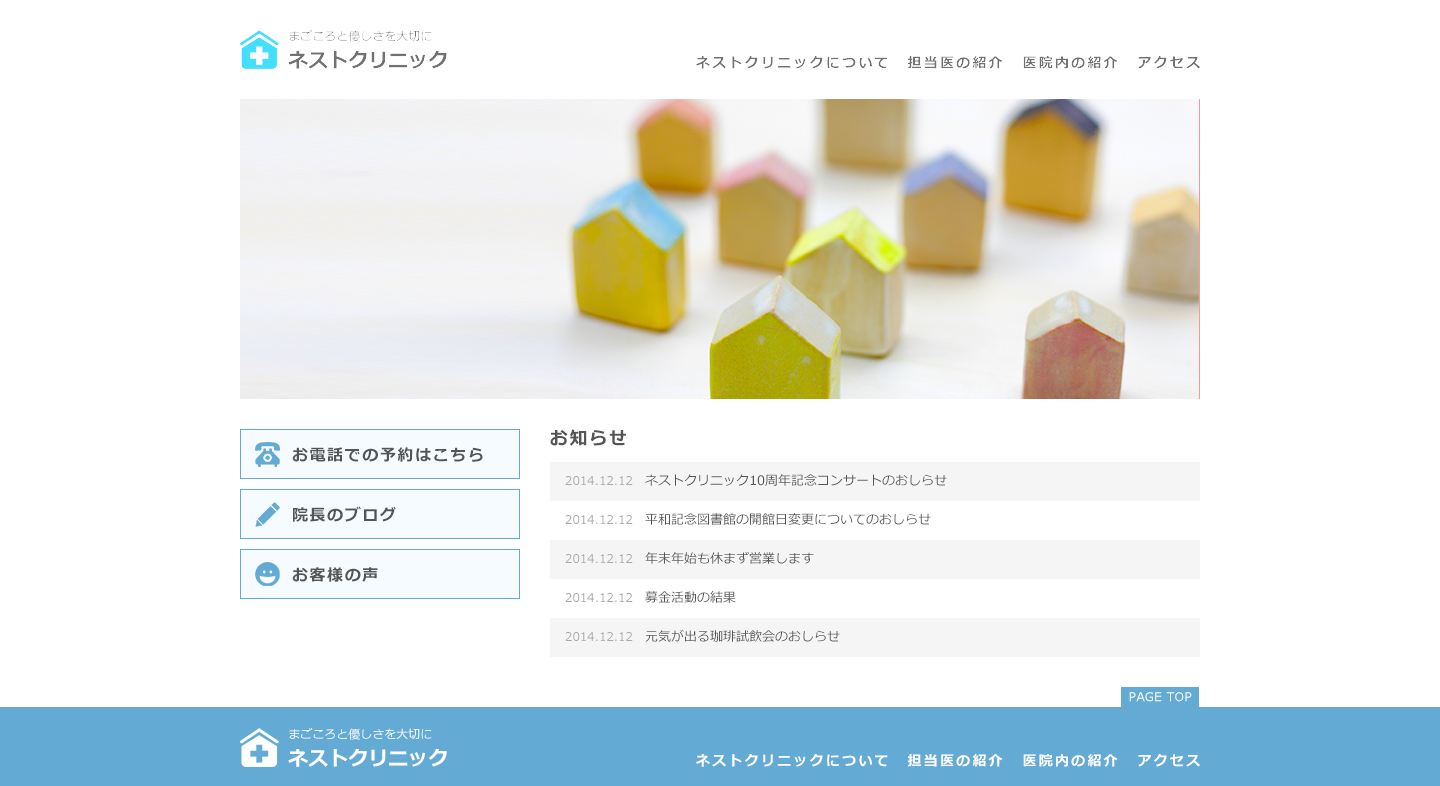 まごころと優しさを大切に
ネストクリニック
ネストクリニックについて 担当医の紹介 医院内の紹介 アクセス
お電話での予約はこちら
院長のブログ
お客様の声
お知らせ
2014.12.12 ネストクリニック10周年記念コンサートのおしらせ
2014.12.12 平和記念図書館の開館日変更についてのおしらせ
2014.12.12 年末年始も休まず営業します
2014.12.12 募金活動の結果
2014.12.12 元気が出る珈琲試飲会のおしらせ
PAGE TOP
まごころと優しさを大切に
ネストクリニック
ネストクリニックについて 担当医の紹介 医院内の紹介 アクセス